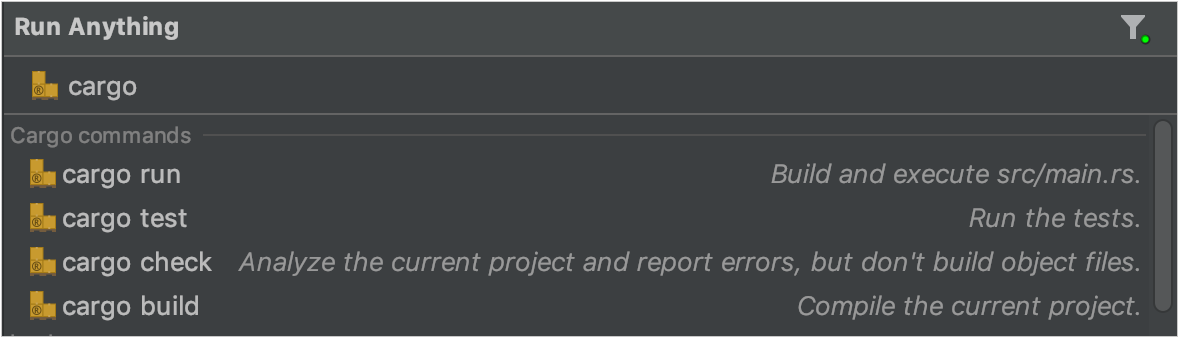 Run Anything
cargo
Cargo commands
cargo run Build and execute src/main.rs.
cargo test Run the tests.
cargo check Analyze the current project and report errors, but don't build object files.
cargo build Compile the current project.